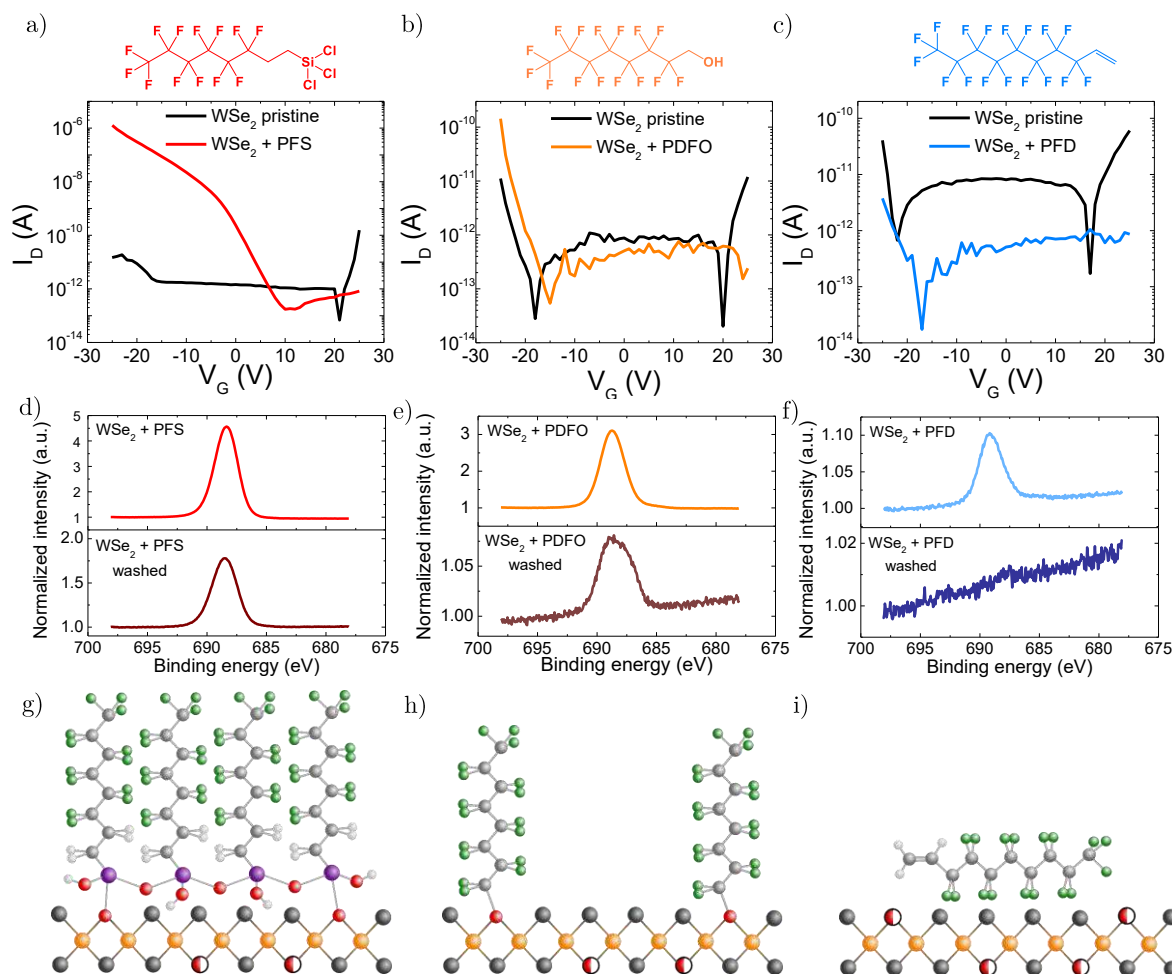 a)
b)
c)
F F F F F F
F
F
F F F F F
Si
Cl
Cl
Cl
F F F F F F
F
F
F F F F F F F
OH
F F F F F F F
F
F
F F F F F F F F
WSe2 pristine
WSe2 + PFS
10-6
10-8
10-10
10-12
10-14
ID (A)
-30 -20 -10 0 10 20 30
VG (V)
WSe2 pristine
WSe2 + PDFO
10-10
10-11
10-12
10-13
10-14
ID (A)
-30 -20 -10 0 10 20 30
VG (V)
WSe2 pristine
WSe2 + PFD
10-10
10-11
10-12
10-13
10-14
ID (A)
-30 -20 -10 0 10 20 30
VG (V)
d)
WSe2 + PFS
5
4
3
2
1
WSe2 + PFS
washed
2.0
1.5
1.0
Normalized intensity (a.u.)
700 695 690 685 680 675
Binding energy (eV)
e)
WSe2 + PDFO
3
2
1
WSe2 + PDFO
washed
1.05
1.00
Normalized intensity (a.u.)
700 695 690 685 680 675
Binding energy (eV)
f)
WSe2 + PFD
1.10
1.05
1.00
WSe2 + PFD
washed
1.02
1.00
Normalized intensity (a.u.)
700 695 690 685 680 675
Binding energy (eV)
g)
h)
i)